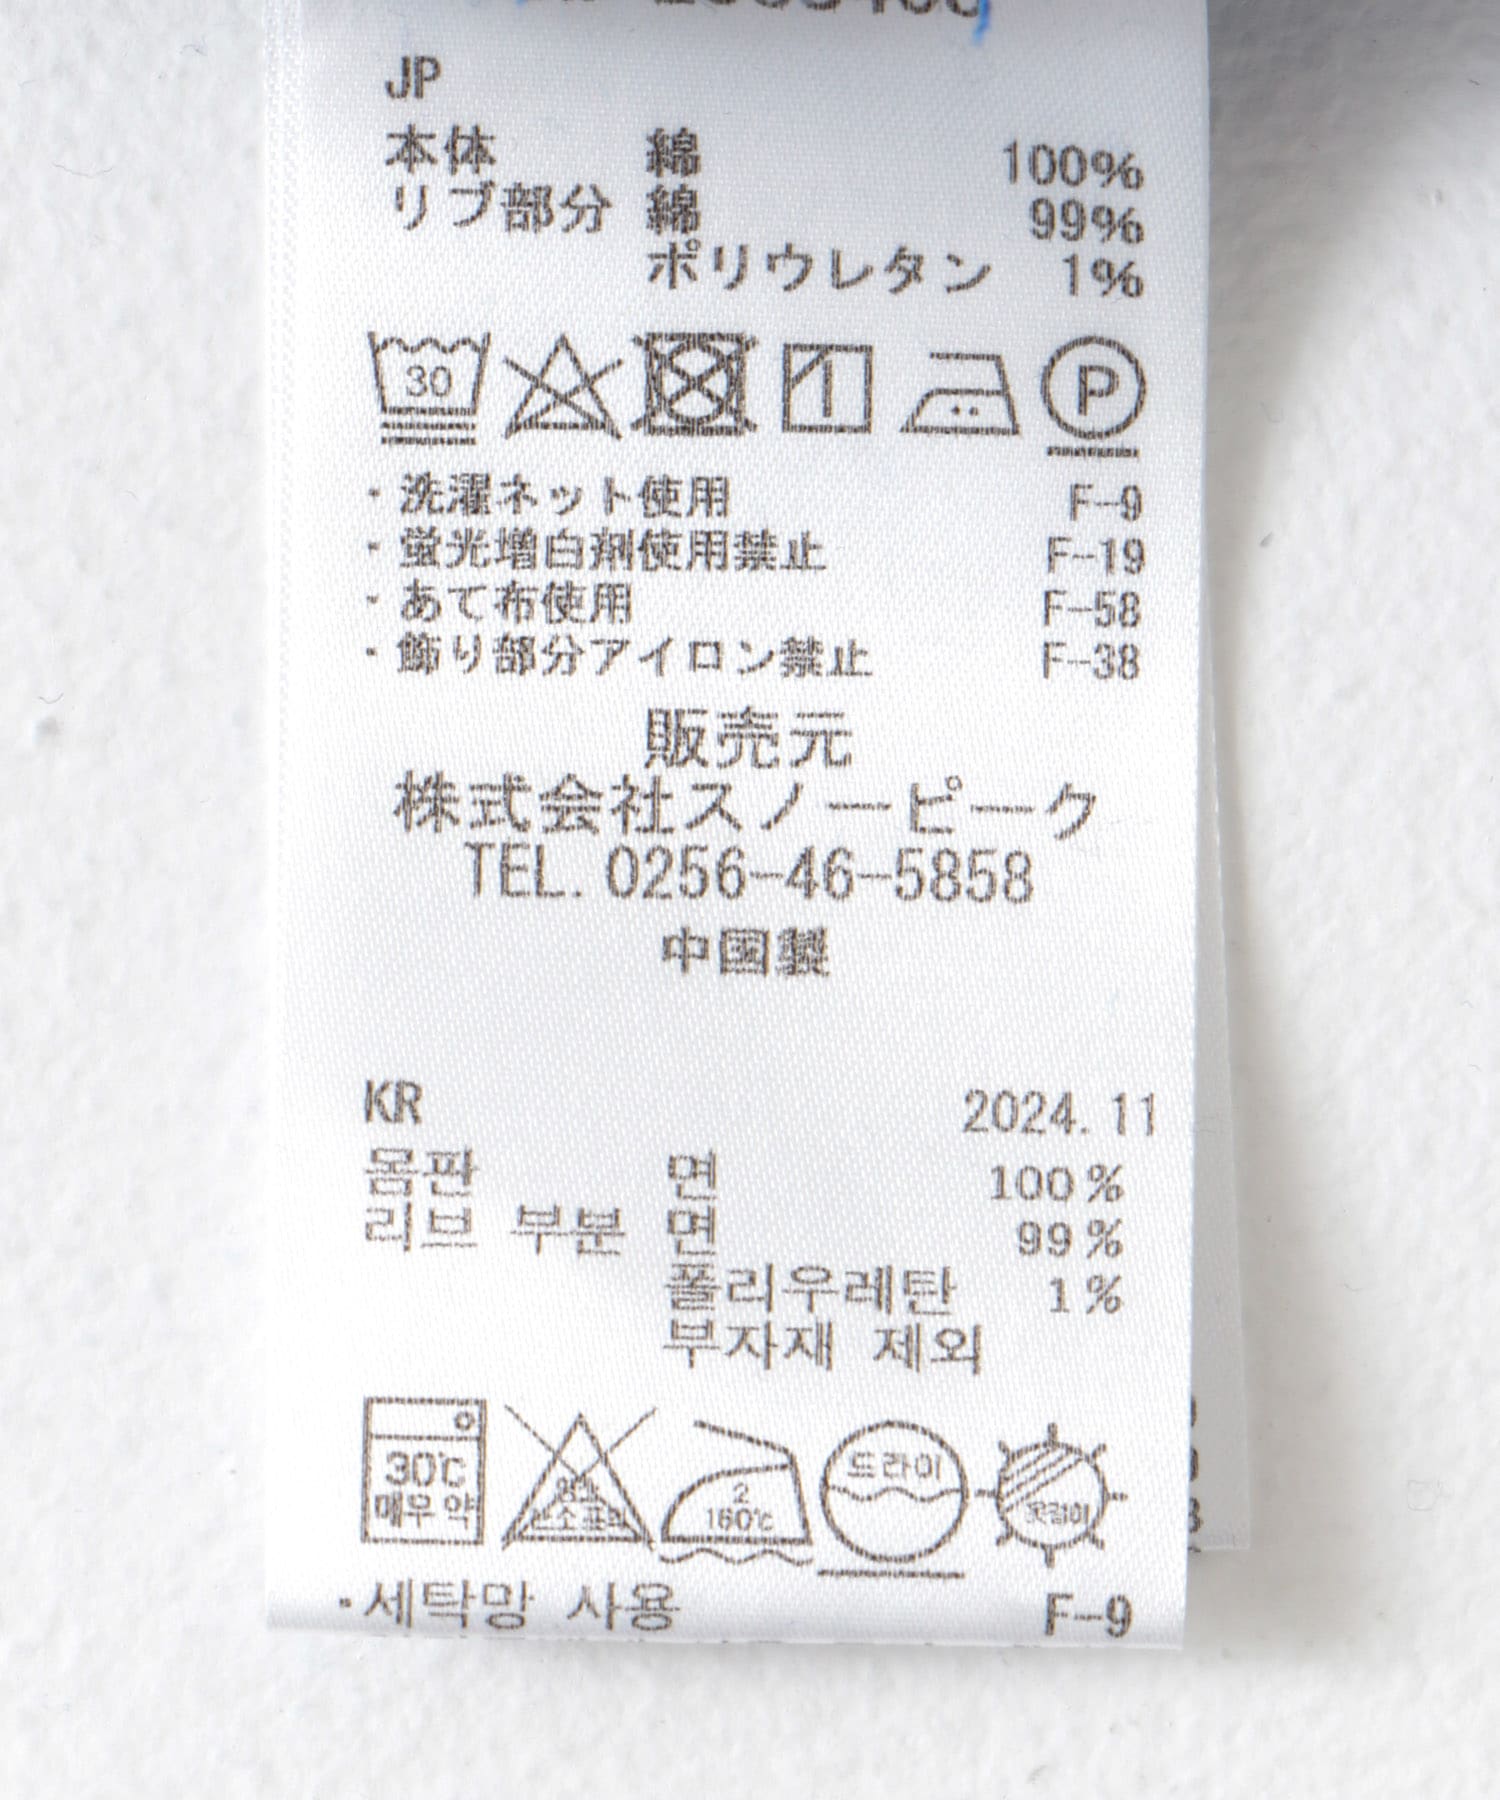 JP
本体 綿 100%
リブ部分 綿 99%
ポリウレタン 1%
30 P
・洗濯ネット使用 F-9
・蛍光増白剤使用禁止 F-19
・あて布使用 F-58
・飾り部分アイロン禁止 F-38
販売元
株式会社スノーピーク
TEL. 0256-46-5858
中国製
KR 2024.11
몸판 면 100%
리브 부분 면 99%
폴리우레탄 1%
부자재 제외
30℃ 2 드라이
매우 약 160℃ 옷걸이
・세탁망 사용 F-9